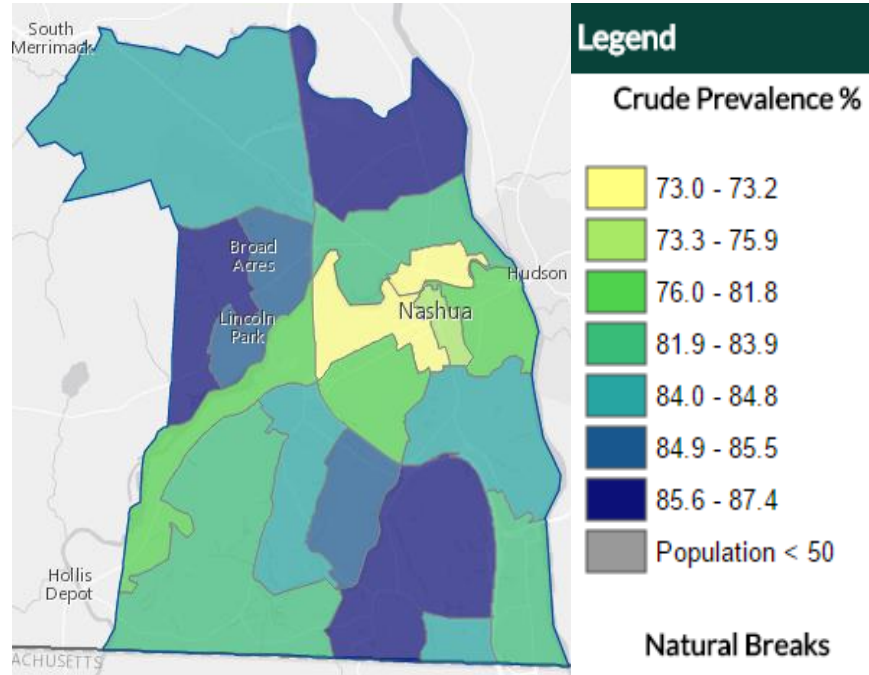 South
Merrimack
Broad
Acres
Lincoln
Park
Nashua
Hudson
Hollis
Depot
ACHUSETTS
Legend
Crude Prevalence %
73.0 - 73.2
73.3 - 75.9
76.0 - 81.8
81.9 - 83.9
84.0 - 84.8
84.9 - 85.5
85.6 - 87.4
Population < 50
Natural Breaks